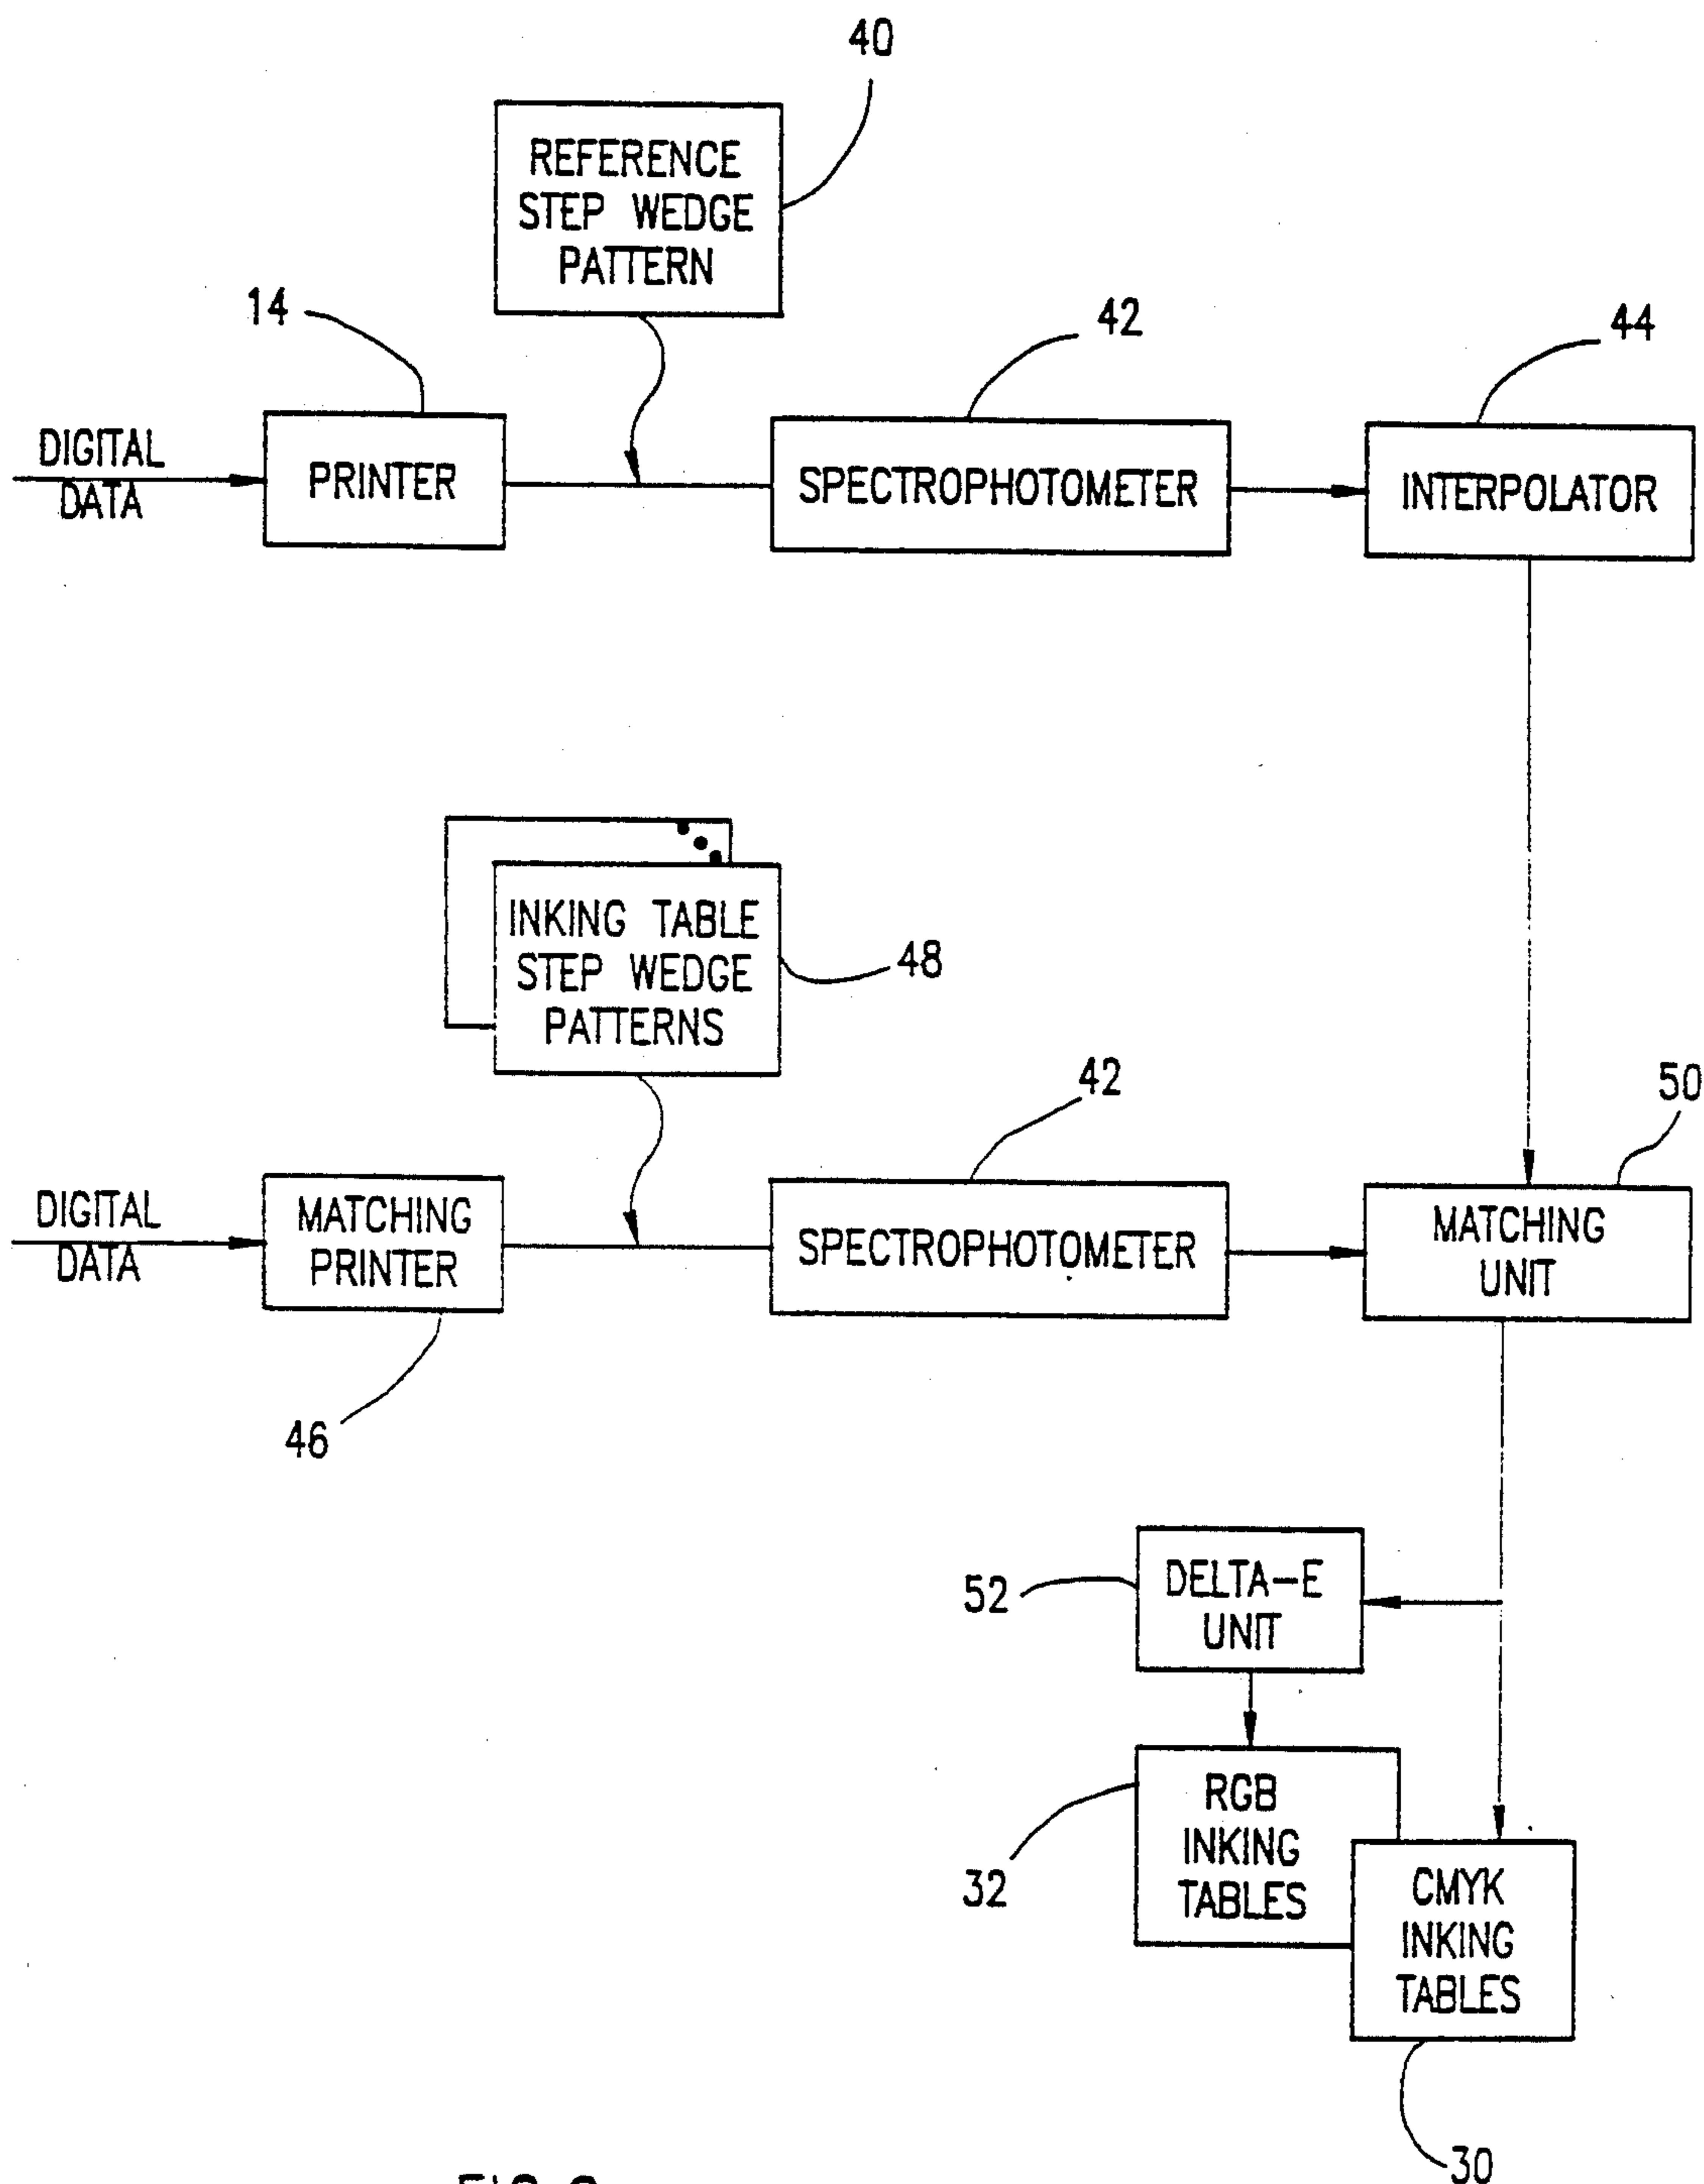 40
REFERENCE
STEP WEDGE
PATTERN
14
42
44
DIGITAL
DATA
PRINTER
SPECTROPHOTOMETER
INTERPOLATOR
INKING TABLE
STEP WEDGE
PATTERNS
48
42
50
DIGITAL
DATA
MATCHING
PRINTER
SPECTROPHOTOMETER
MATCHING
UNIT
46
52
DELTA-E
UNIT
32
RGB
INKING
TABLES
CMYK
INKING
TABLES
30